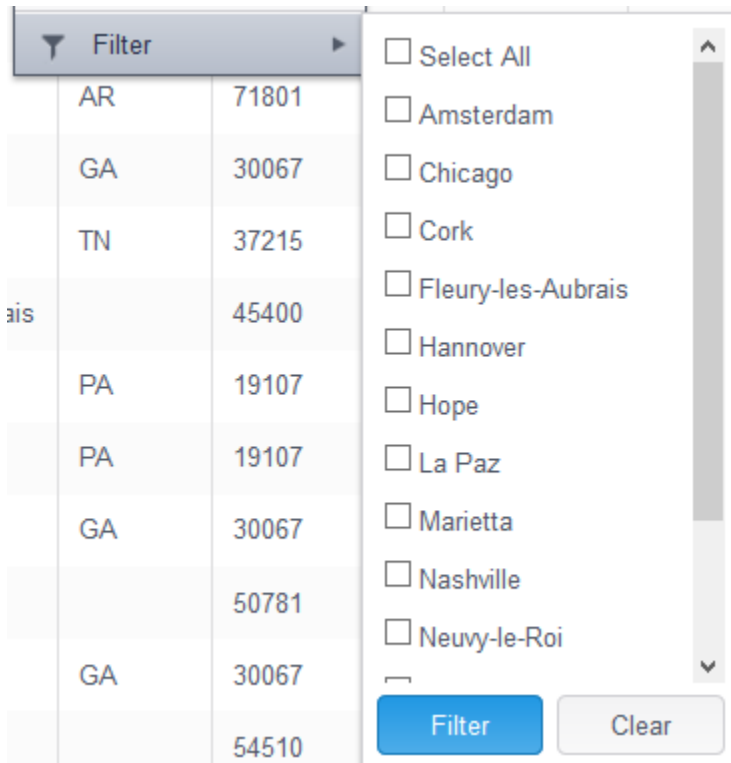 Filter
AR 71801
GA 30067
TN 37215
ais 45400
PA 19107
PA 19107
GA 30067
50781
GA 30067
54510
Select All
Amsterdam
Chicago
Cork
Fleury-les-Aubrais
Hannover
Hope
La Paz
Marietta
Nashville
Neuvy-le-Roi
Filter Clear